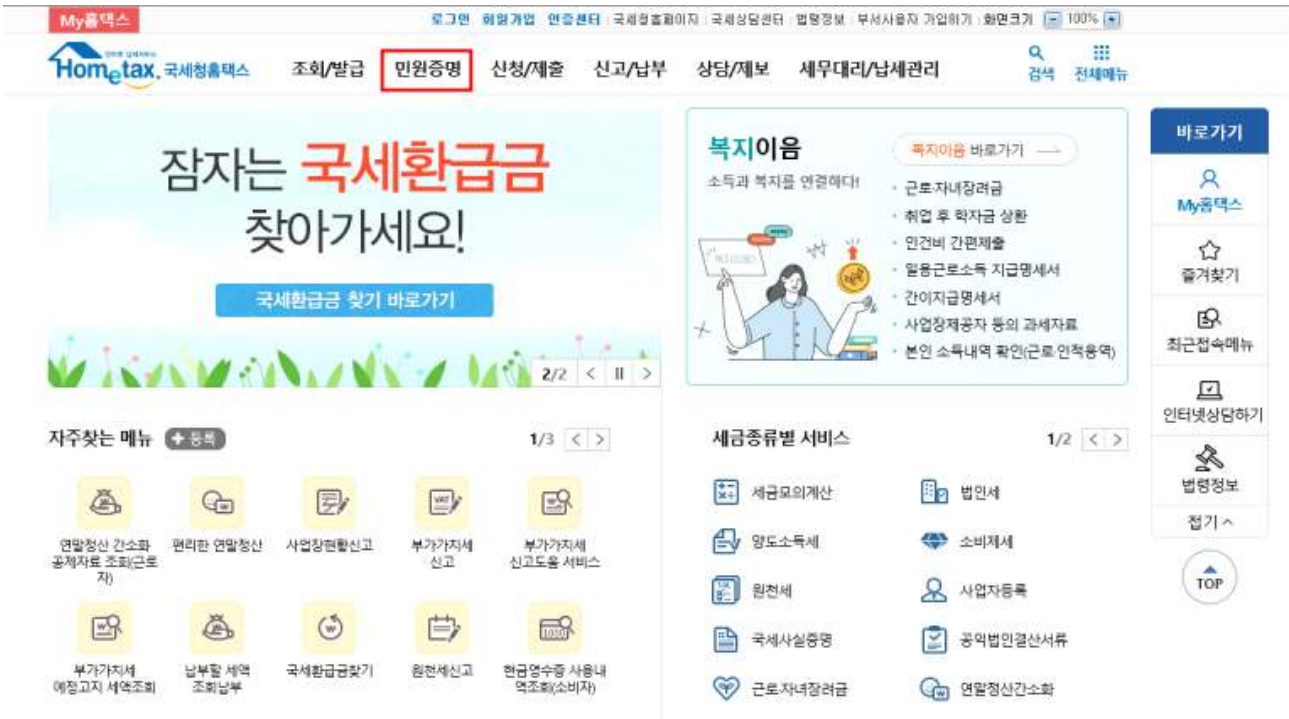 My홈택스
로그인 회원가입 인증센터 국세청홈페이지 국세상담센터 법령정보 부서사용자 가입하기 화면크기 - 100% +
Hometax. 국세청홈택스 조회/발급 민원증명 신청/제출 신고/납부 상담/제보 세무대리/납세관리 검색 전체메뉴
잠자는 국세환급금
찾아가세요!
국세환급금 찾기 바로가기
2/2 < II >
복지이음
복지이음 바로가기
소득과 복지를 연결하다!
· 근로·자녀장려금
· 취업 후 학자금 상환
· 인건비 간편제출
· 일용근로소득 지급명세서
· 간이지급명세서
· 사업장제공자 등의 과세자료
· 본인 소득내역 확인(근로·인적용역)
바로가기
My홈택스
즐겨찾기
최근접속메뉴
인터넷상담하기
법령정보
접기
TOP
자주찾는 메뉴 + 등록 1/3 < >
연말정산 간소화
공제자료 조회(근로
자)
편리한 연말정산
사업장현황신고
부가가치세
신고
부가가치세
신고도움 서비스
부가가치세
예정고지 세액조회
납부할 세액
조회납부
국세환급금찾기
원천세신고
현금영수증 사용내
역조회(소비자)
세금종류별 서비스 1/2 < >
세금모의계산 법인세
양도소득세 소비제세
원천세 사업자등록
국세사실증명 공익법인결산서류
근로·자녀장려금 연말정산간소화